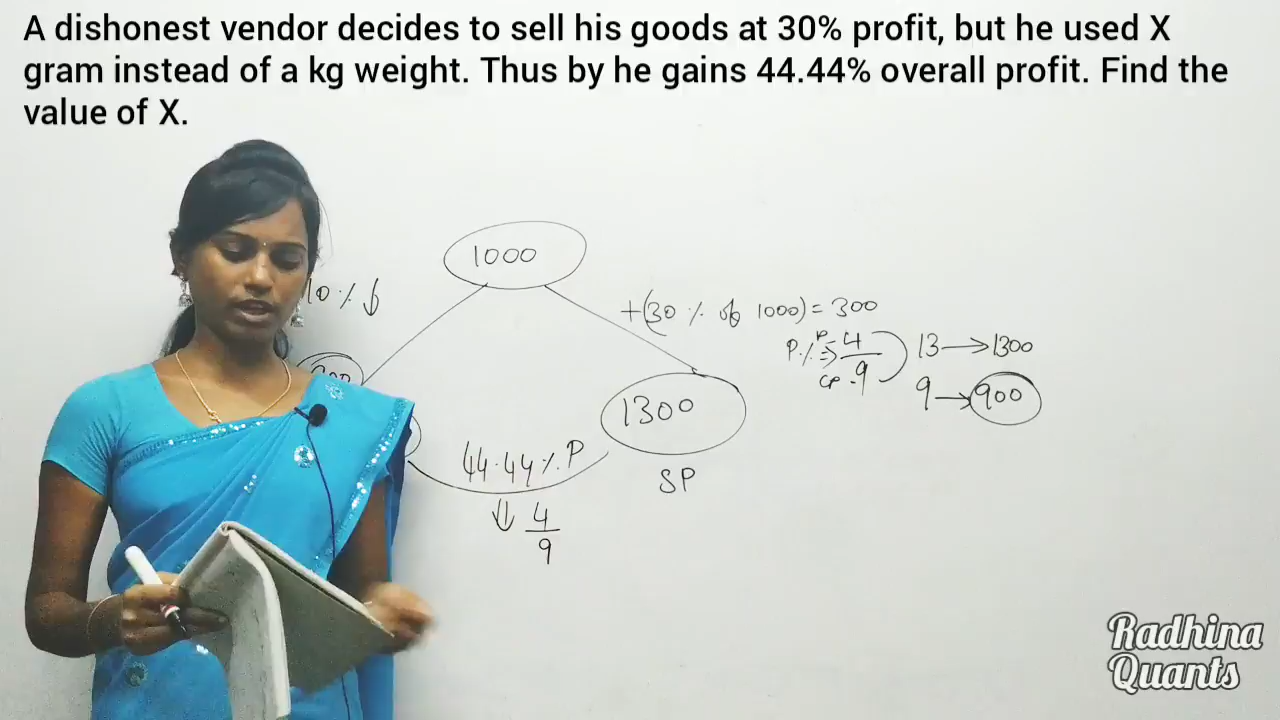 A dishonest vendor decides to sell his goods at 30% profit, but he used X
gram instead of a kg weight. Thus by he gains 44.44% overall profit. Find the
value of X.
1000
10 % ↓
+(30 % of 1000) = 300
P% ⇒ P - 4 / CP - 9
13 → 1300
9 → 900
900
1300
44.44% P
SP
⇓ 4/9
Radhina
Quants